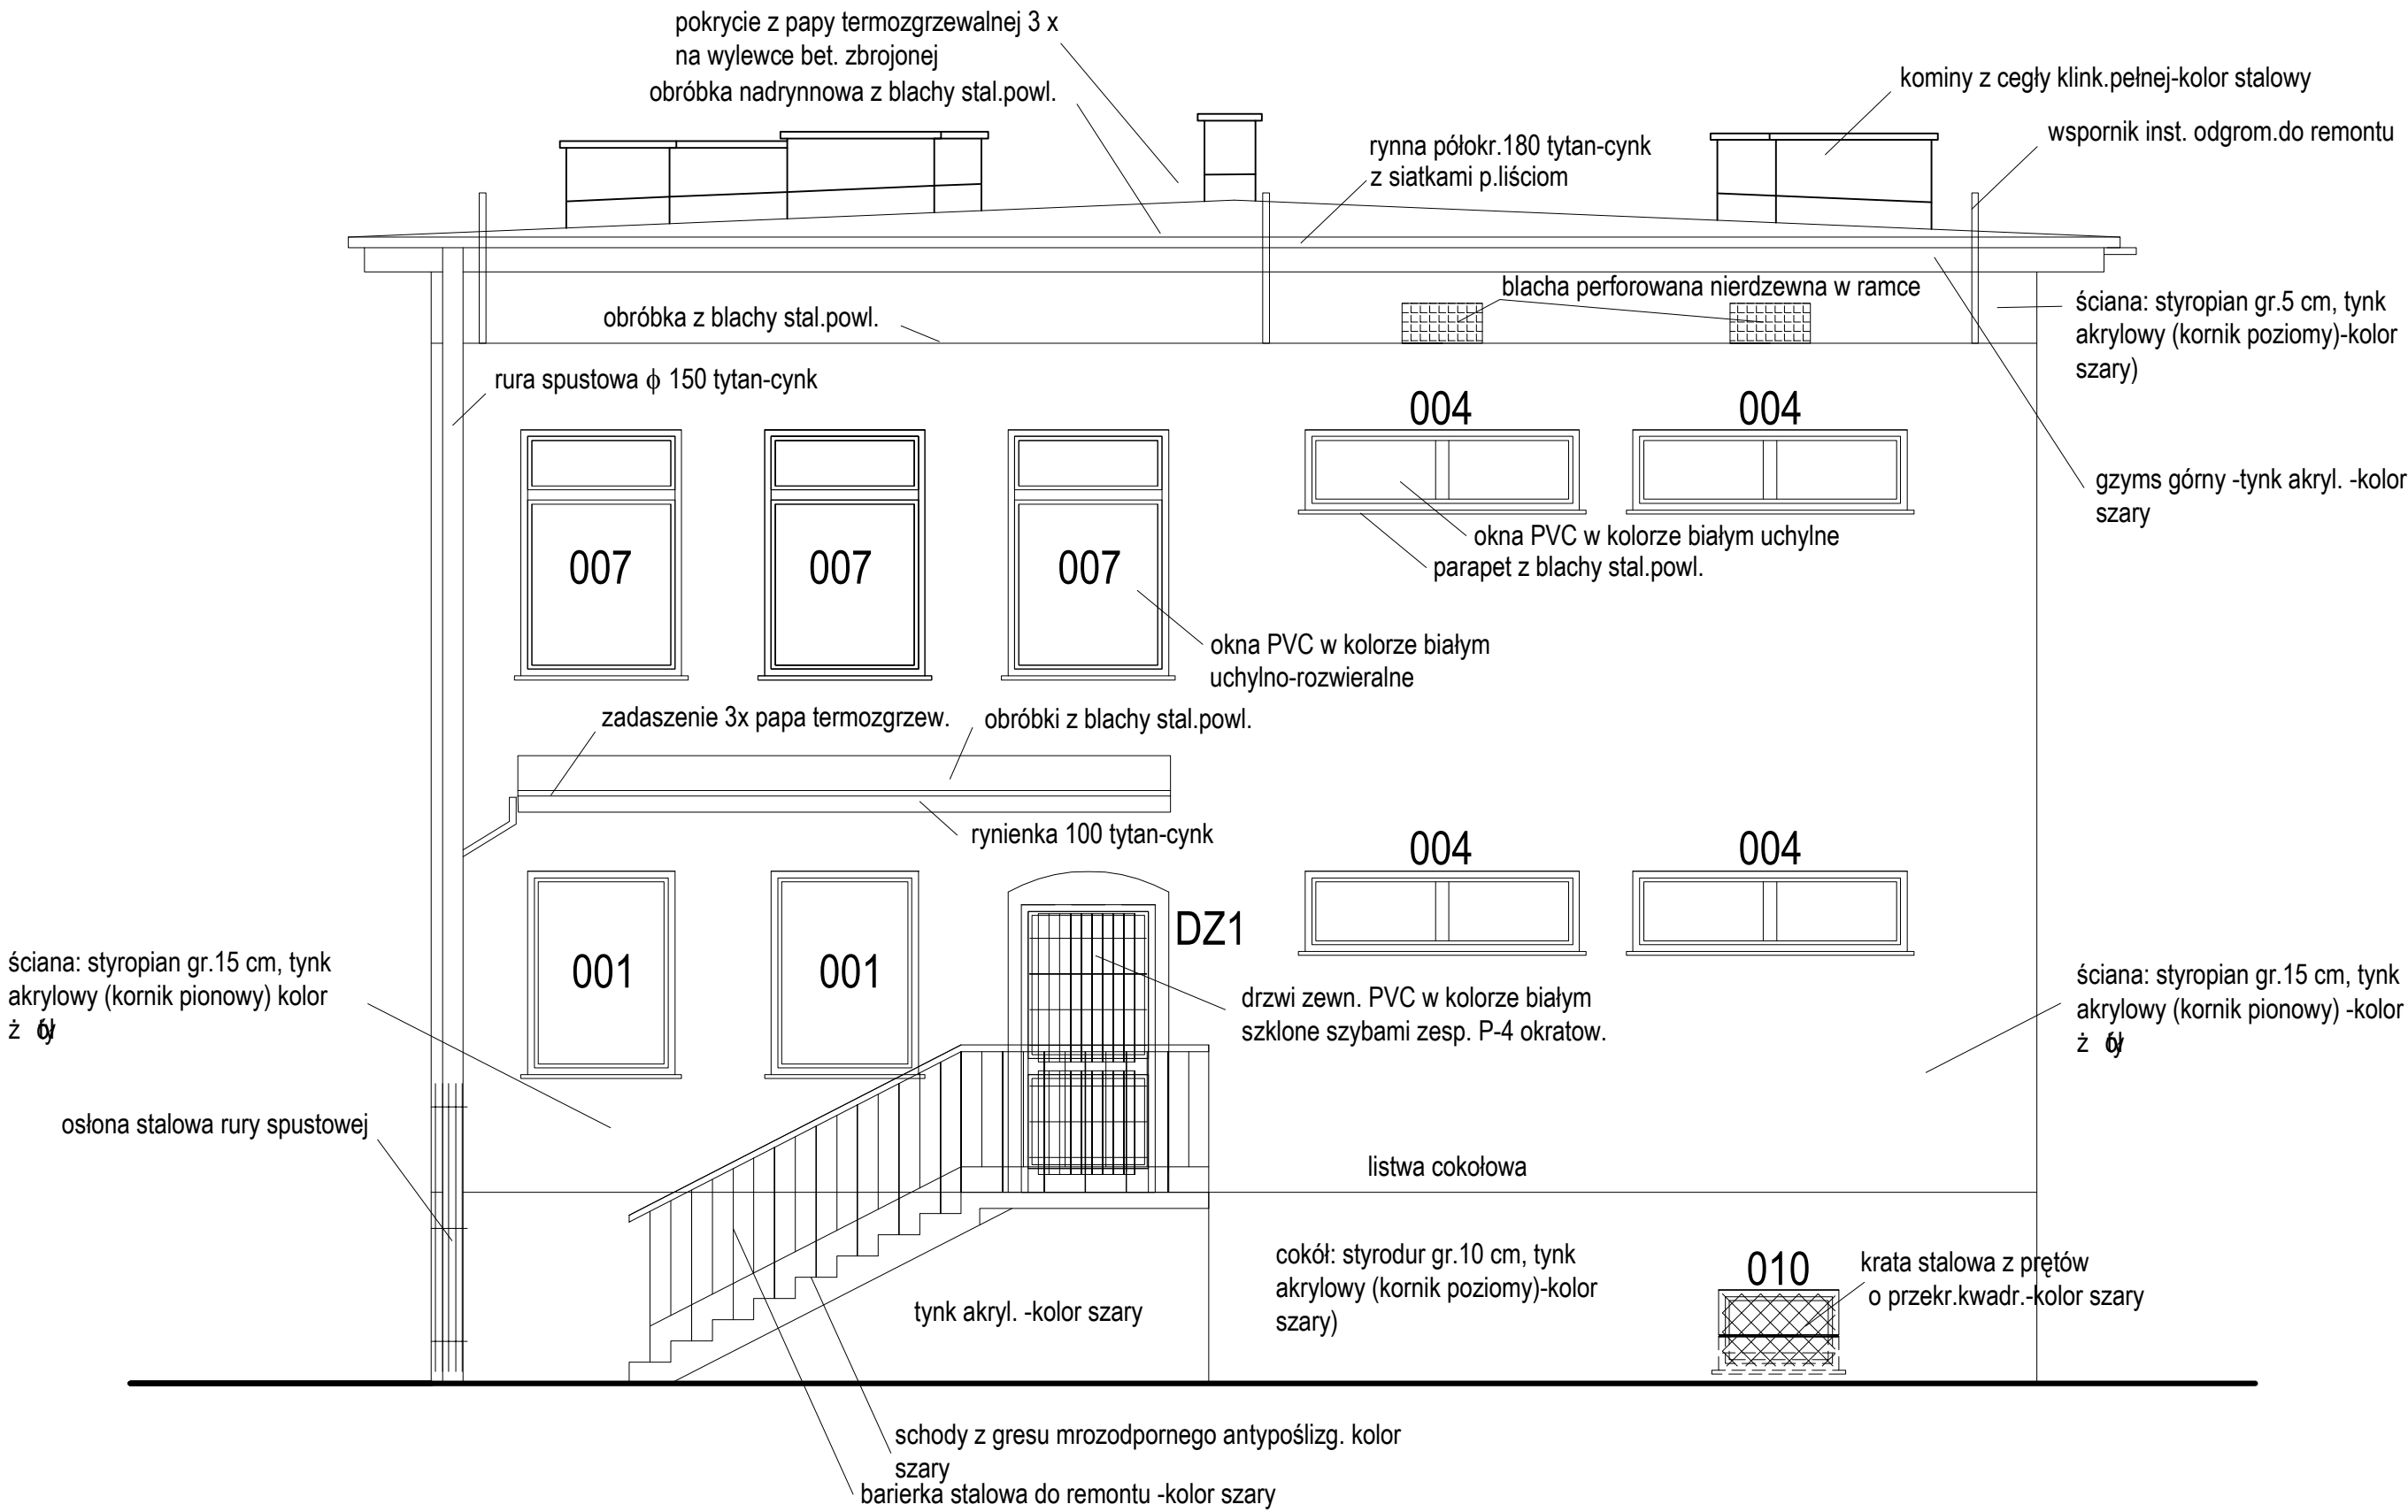 pokrycie z papy termozgrzewalnej 3 x
na wylewce bet. zbrojonej
obróbka nadrynnowa z blachy stal.powl.
kominy z cegły klink.pełnej-kolor stalowy
wspornik inst. odgrom.do remontu
rynna półokr.180 tytan-cynk
z siatkami p.liściom
blacha perforowana nierdzewna w ramce
obróbka z blachy stal.powl.
ściana: styropian gr.5 cm, tynk
akrylowy (kornik poziomy)-kolor
szary)
rura spustowa ϕ 150 tytan-cynk
004
004
gzyms górny -tynk akryl. -kolor
szary
okna PVC w kolorze białym uchylne
parapet z blachy stal.powl.
007
007
007
okna PVC w kolorze białym
uchylno-rozwieralne
zadaszenie 3x papa termozgrzew.
obróbki z blachy stal.powl.
rynienka 100 tytan-cynk
004
004
DZ1
001
001
ściana: styropian gr.15 cm, tynk
akrylowy (kornik pionowy) kolor
żółty
drzwi zewn. PVC w kolorze białym
szklone szybami zesp. P-4 okratow.
ściana: styropian gr.15 cm, tynk
akrylowy (kornik pionowy) -kolor
żółty
osłona stalowa rury spustowej
listwa cokołowa
cokół: styrodur gr.10 cm, tynk
akrylowy (kornik poziomy)-kolor
szary)
010
krata stalowa z prętów
o przekr.kwadr.-kolor szary
tynk akryl. -kolor szary
schody z gresu mrozodpornego antypoślizg. kolor
szary
barierka stalowa do remontu -kolor szary